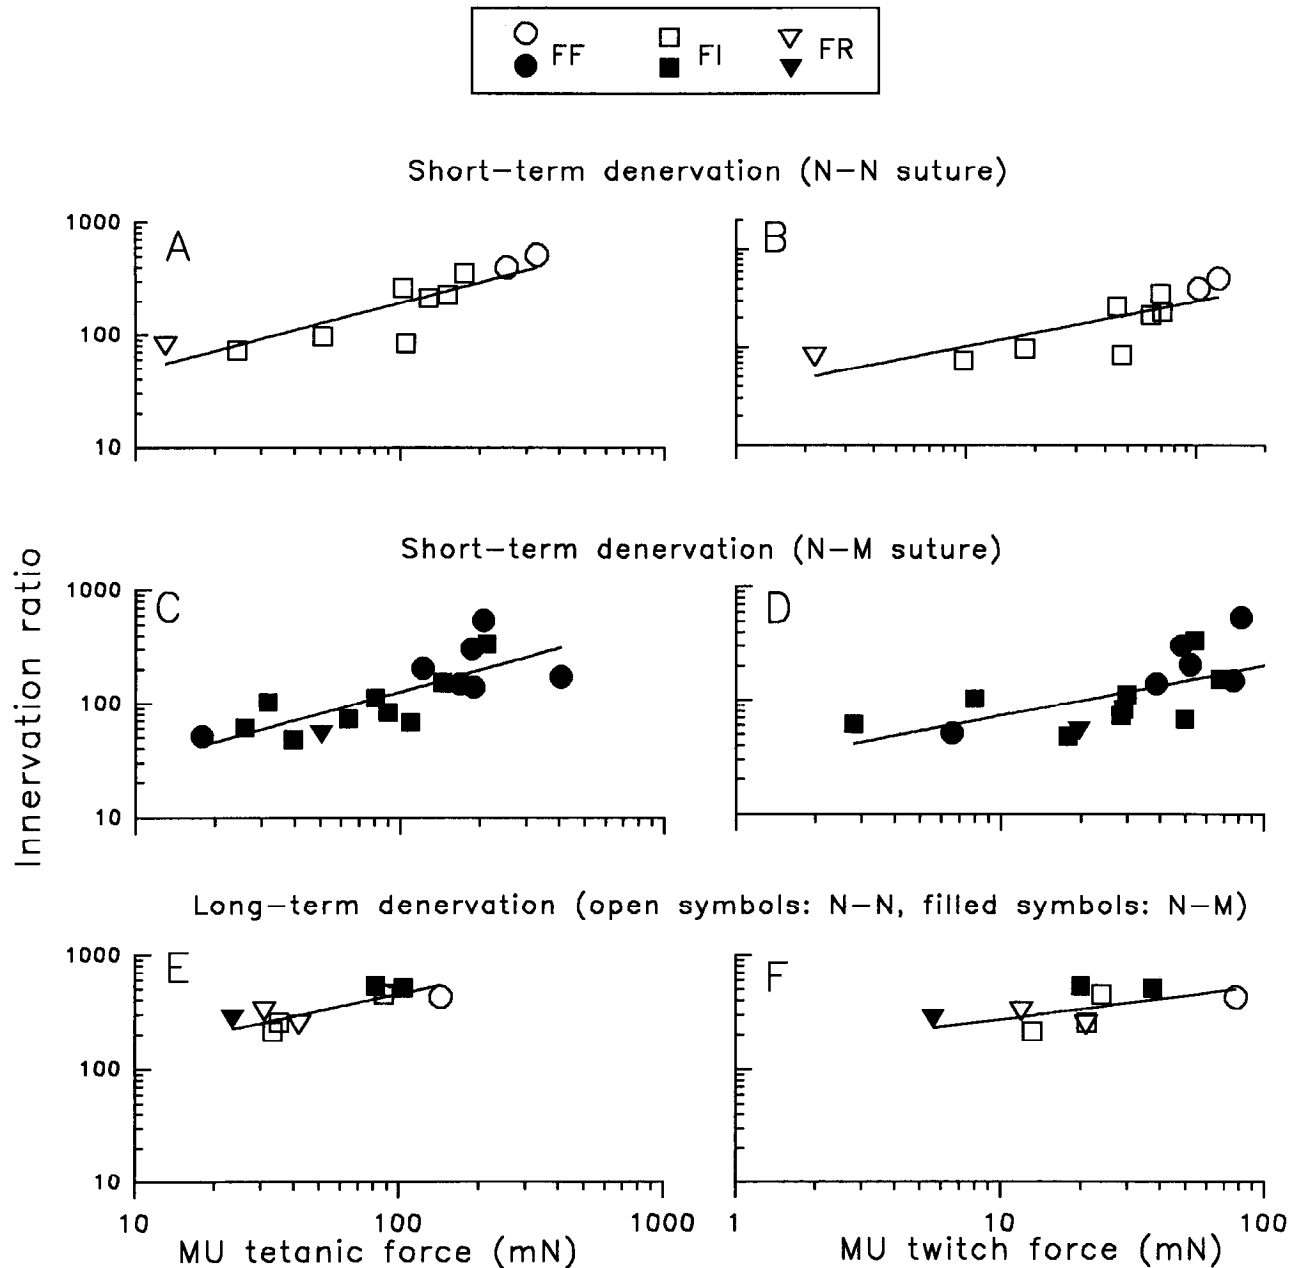 FF FI FR
Short-term denervation (N-N suture)
1000
100
10
A
B
Short-term denervation (N-M suture)
Innervation ratio
1000
100
10
C
D
Long-term denervation (open symbols: N-N, filled symbols: N-M)
1000
100
10
E
F
10 100 1000
1 10 100
MU tetanic force (mN)
MU twitch force (mN)